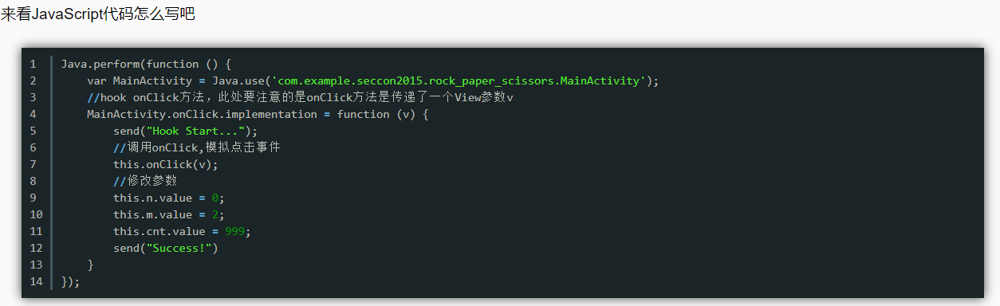 来看JavaScript代码怎么写吧
1 Java.perform(function () {
2     var MainActivity = Java.use('com.example.seccon2015.rock_paper_scissors.MainActivity');
3     //hook onClick方法，此处要注意的是onClick方法是传递了一个View参数v
4     MainActivity.onClick.implementation = function (v) {
5         send("Hook Start...");
6         //调用onClick,模拟点击事件
7         this.onClick(v);
8         //修改参数
9         this.n.value = 0;
10         this.m.value = 2;
11         this.cnt.value = 999;
12         send("Success!")
13     }
14 });